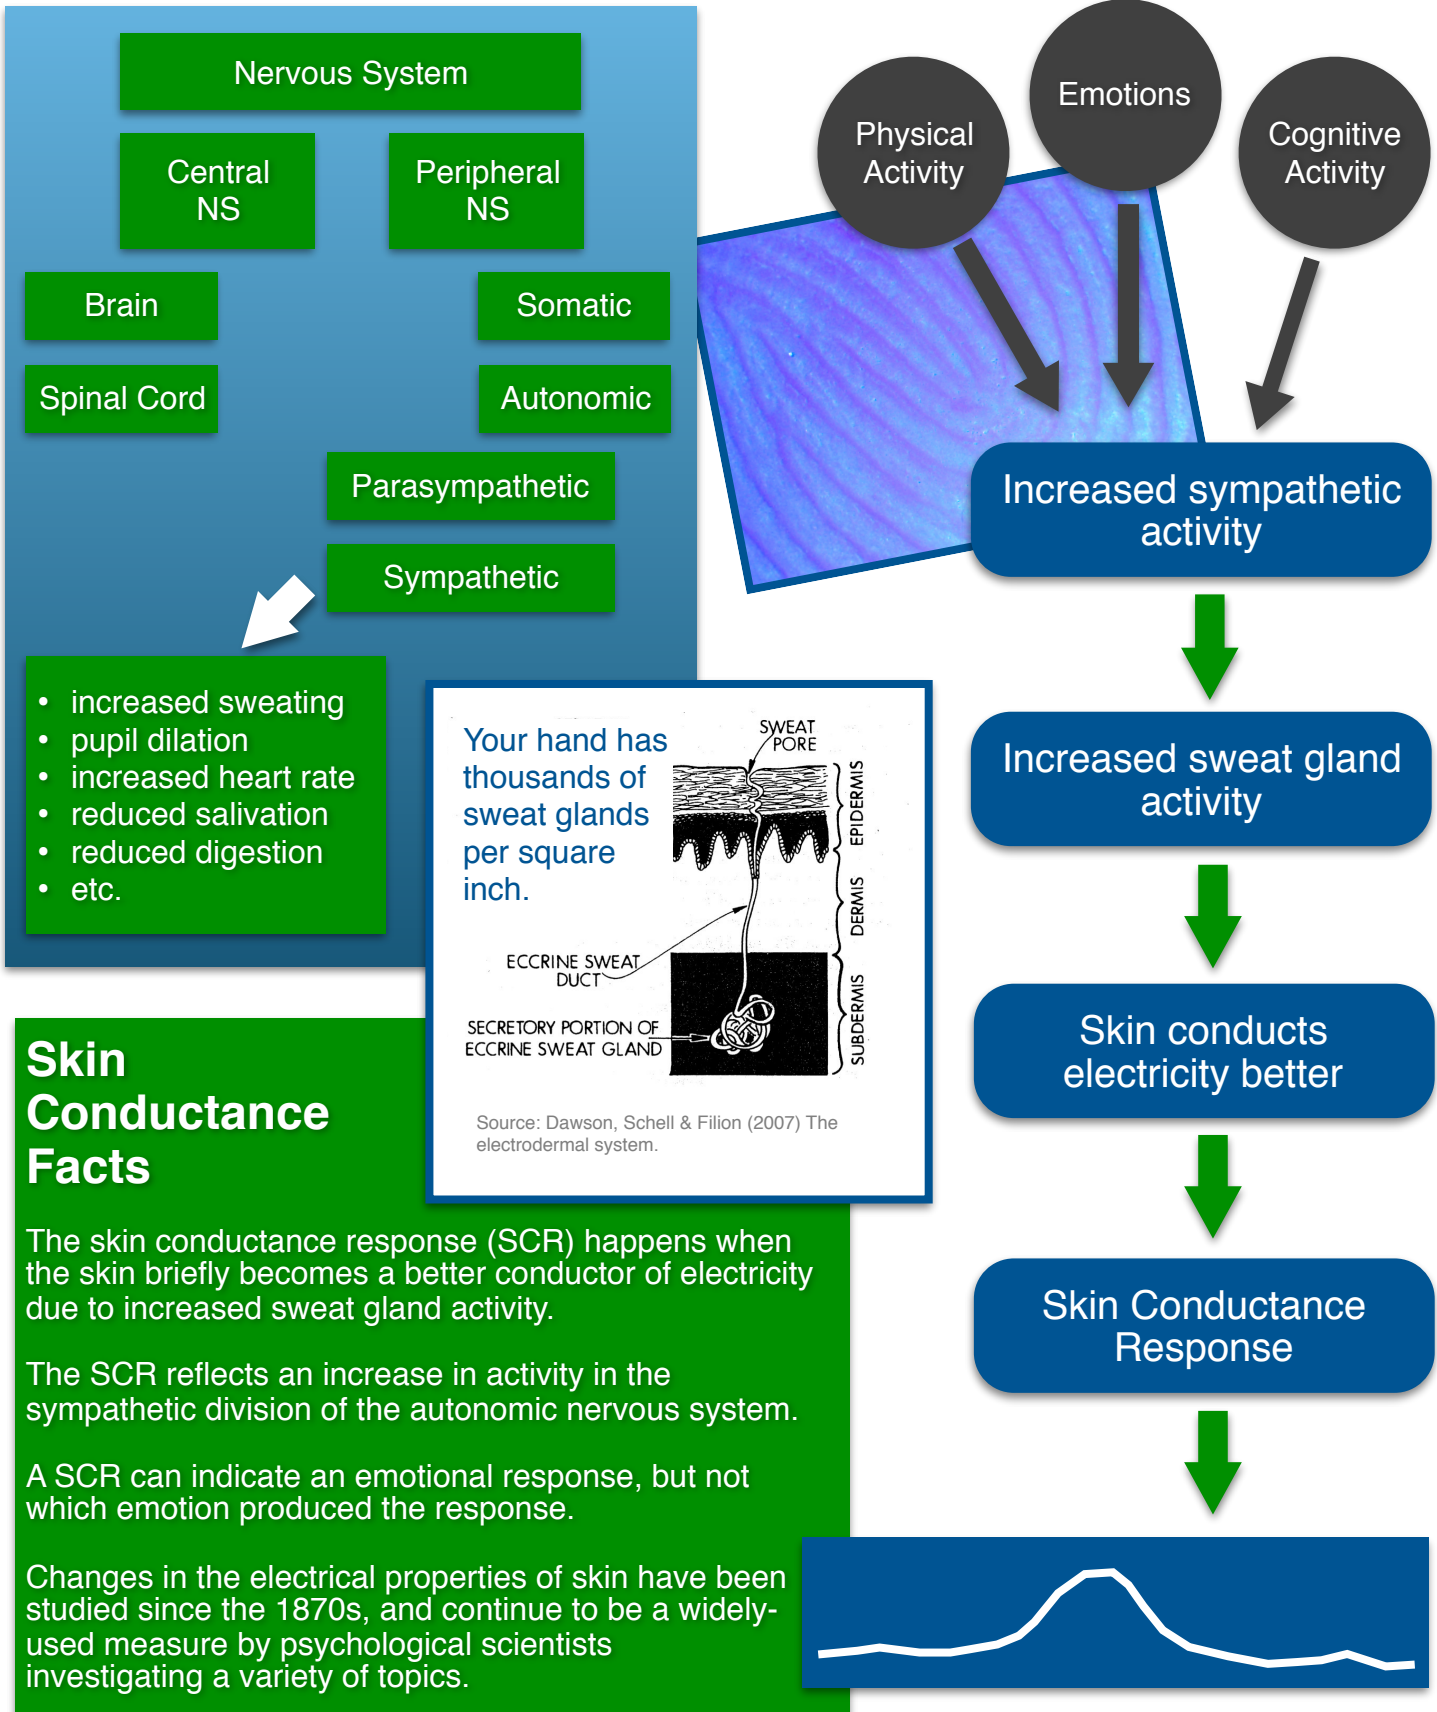 Nervous System
Central
NS
Peripheral
NS
Brain
Somatic
Spinal Cord
Autonomic
Parasympathetic
Sympathetic
• increased sweating
• pupil dilation
• increased heart rate
• reduced salivation
• reduced digestion
• etc.
Physical
Activity
Emotions
Cognitive
Activity
Increased sympathetic
activity
Increased sweat gland
activity
Skin conducts
electricity better
Skin Conductance
Response
Your hand has
thousands of
sweat glands
per square
inch.
SWEAT
PORE
EPIDERMIS
DERMIS
SUBDERMIS
ECCRINE SWEAT
DUCT
SECRETORY PORTION OF
ECCRINE SWEAT GLAND
Source: Dawson, Schell & Filion (2007) The
electrodermal system.
Skin
Conductance
Facts
The skin conductance response (SCR) happens when
the skin briefly becomes a better conductor of electricity
due to increased sweat gland activity.
The SCR reflects an increase in activity in the
sympathetic division of the autonomic nervous system.
A SCR can indicate an emotional response, but not
which emotion produced the response.
Changes in the electrical properties of skin have been
studied since the 1870s, and continue to be a widely-
used measure by psychological scientists
investigating a variety of topics.